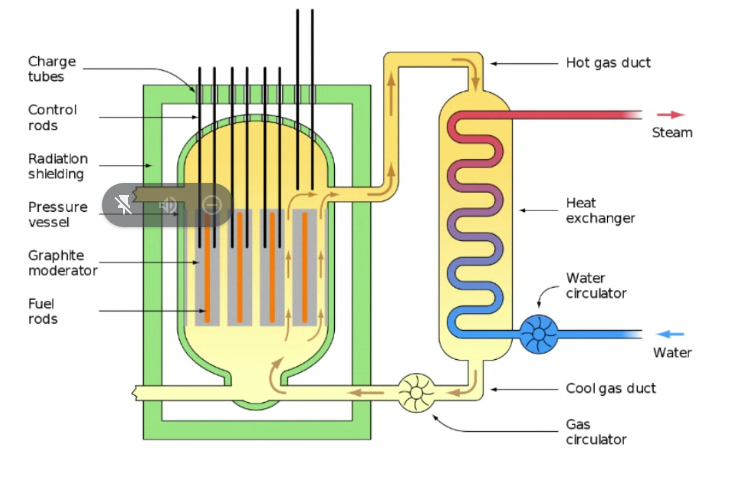 Charge
tubes
Control
rods
Radiation
shielding
Pressure
vessel
Graphite
moderator
Fuel
rods
Hot gas duct
Steam
Heat
exchanger
Water
circulator
Water
Cool gas duct
Gas
circulator